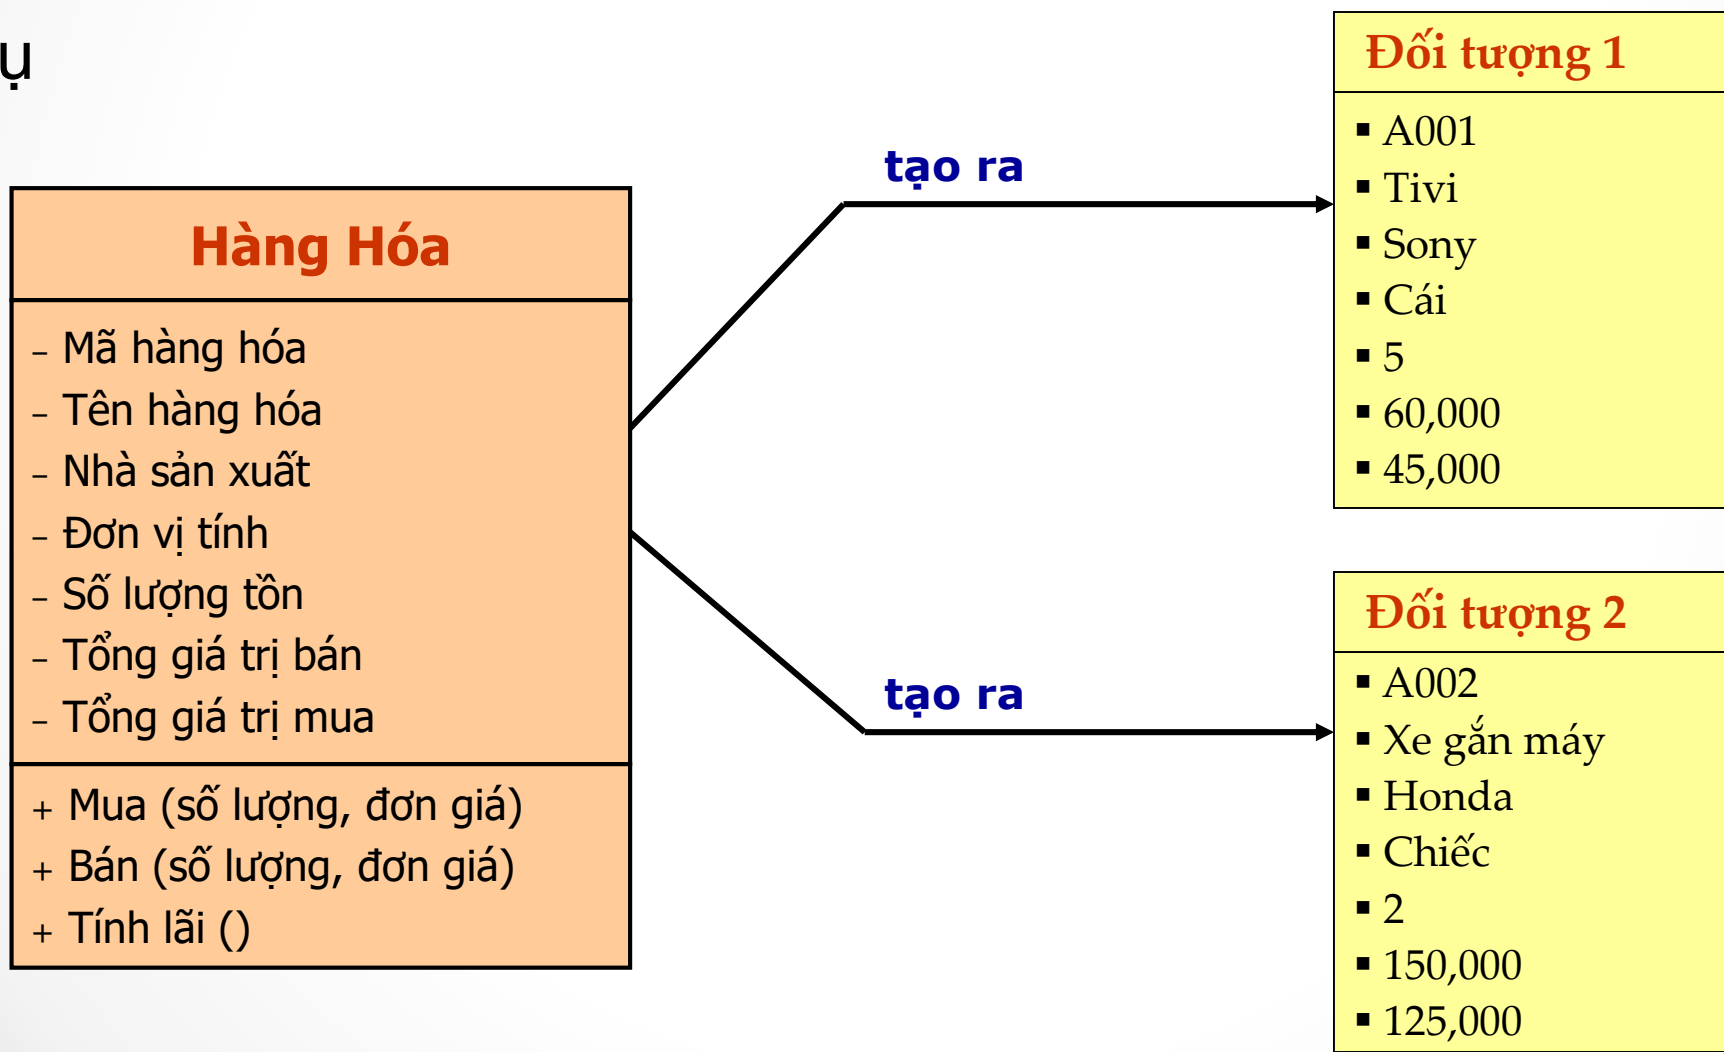 Hàng Hóa
– Mã hàng hóa
– Tên hàng hóa
– Nhà sản xuất
– Đơn vị tính
– Số lượng tồn
– Tổng giá trị bán
– Tổng giá trị mua
+ Mua (số lượng, đơn giá)
+ Bán (số lượng, đơn giá)
+ Tính lãi ()
tạo ra
tạo ra
Đối tượng 1
▪ A001
▪ Tivi
▪ Sony
▪ Cái
▪ 5
▪ 60,000
▪ 45,000
Đối tượng 2
▪ A002
▪ Xe gắn máy
▪ Honda
▪ Chiếc
▪ 2
▪ 150,000
▪ 125,000